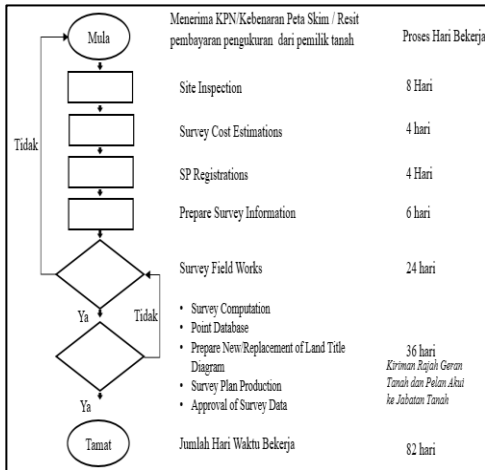 Menerima KPN/Kebenaran Peta Skim / Resit
pembayaran pengukuran dari pemilik tanah
Proses Hari Bekerja
Mula
Site Inspection
8 Hari
Survey Cost Estimations
4 hari
Tidak
SP Registrations
4 Hari
Prepare Survey Information
6 hari
Survey Field Works
24 hari
Ya
Tidak
• Survey Computation
• Point Database
• Prepare New/Replacement of Land Title
Diagram
• Survey Plan Production
• Approval of Survey Data
36 hari
Kiriman Rajah Geran
Tanah dan Pelan Akui
ke Jabatan Tanah
Ya
Tamat
Jumlah Hari Waktu Bekerja
82 hari